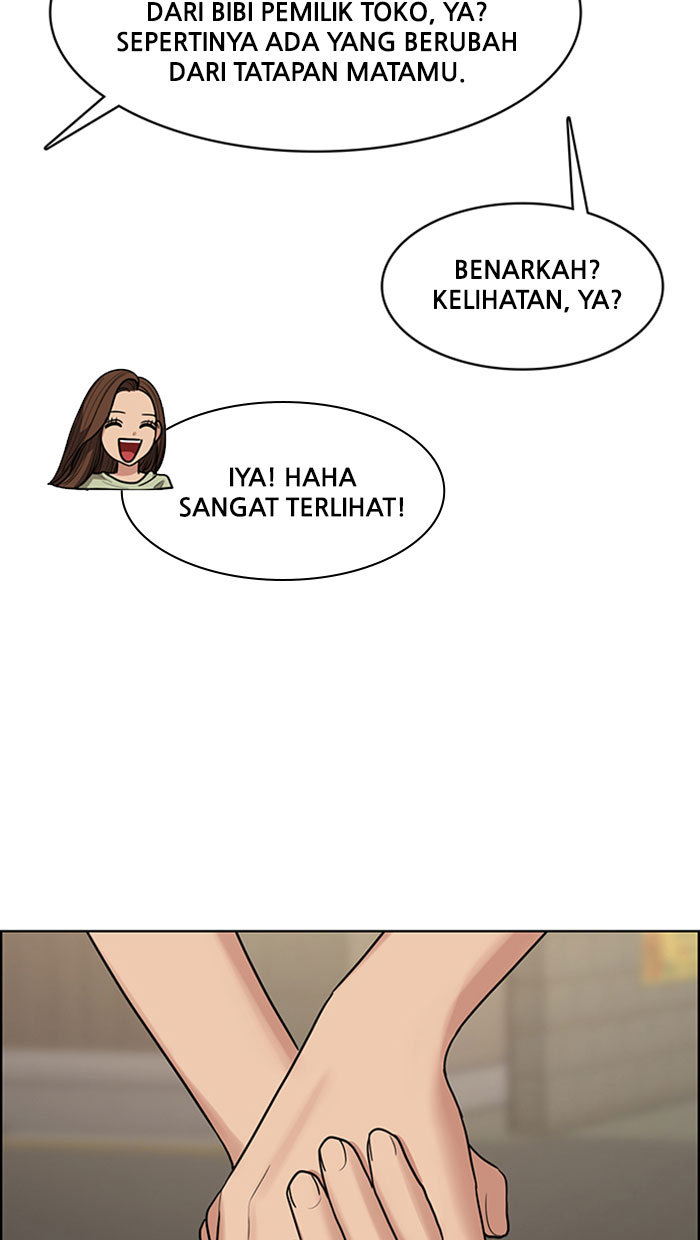 DARI BIBI PEMILIK TOKO, YA?
SEPERTINYA ADA YANG BERUBAH
DARI TATAPAN MATAMU.
BENARKAH?
KELIHATAN, YA?
IYA! HAHA
SANGAT TERLIHAT!